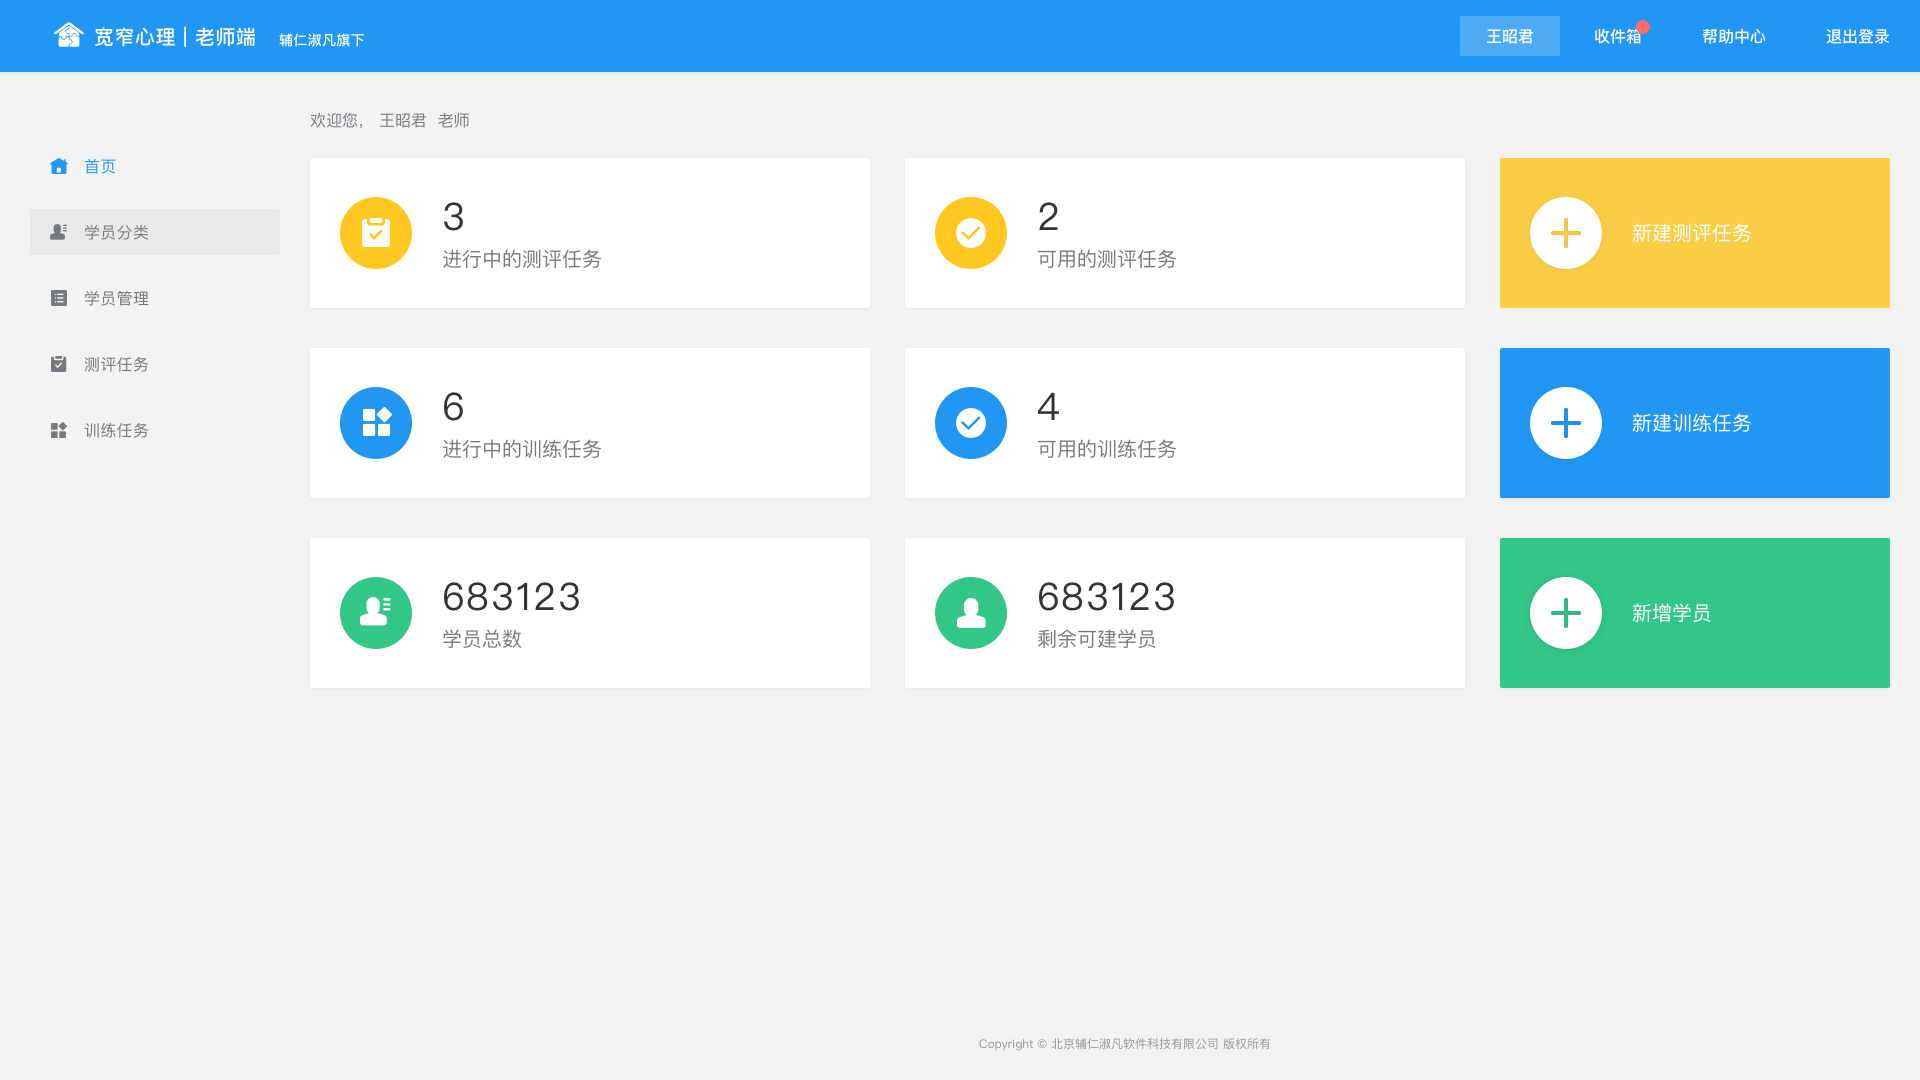 宽窄心理 | 老师端 辅仁淑凡旗下
王昭君 收件箱 帮助中心 退出登录
欢迎您, 王昭君 老师
首页
学员分类
学员管理
测评任务
训练任务
3
进行中的测评任务
2
可用的测评任务
新建测评任务
6
进行中的训练任务
4
可用的训练任务
新建训练任务
683123
学员总数
683123
剩余可建学员
新增学员
Copyright © 北京辅仁淑凡软件科技有限公司 版权所有